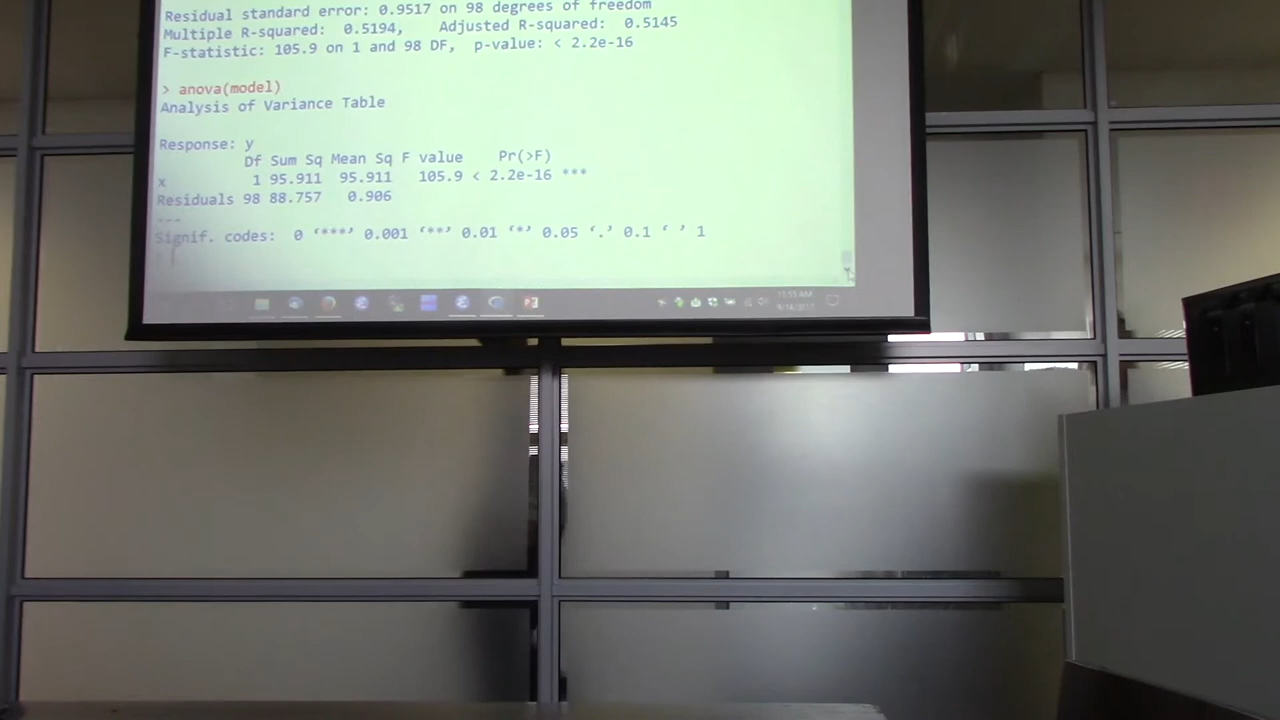 Residual standard error: 0.9517 on 98 degrees of freedom
Multiple R-squared:  0.5194,    Adjusted R-squared:  0.5145
F-statistic: 105.9 on 1 and 98 DF,  p-value: < 2.2e-16
> anova(model)
Analysis of Variance Table
Response: y
Df Sum Sq Mean Sq F value    Pr(>F)
x          1 95.911  95.911   105.9 < 2.2e-16 ***
Residuals 98 88.757   0.906
---
Signif. codes:  0 ‘***’ 0.001 ‘**’ 0.01 ‘*’ 0.05 ‘.’ 0.1 ‘ ’ 1
11:55 AM